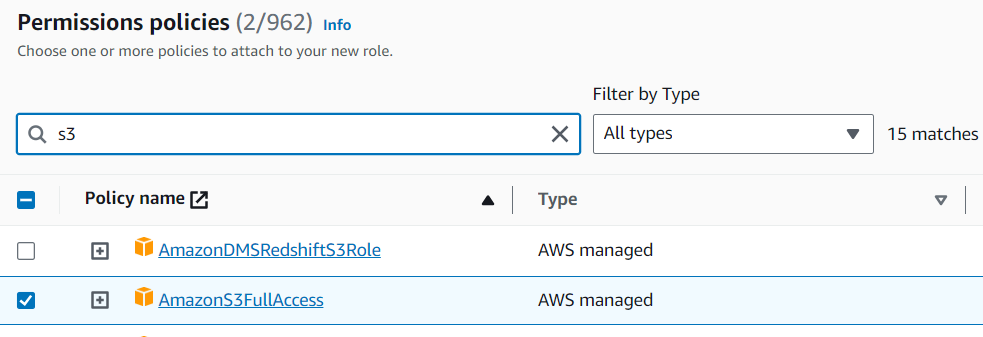 Permissions policies (2/962) Info
Choose one or more policies to attach to your new role.
Filter by Type
s3
All types
15 matches
Policy name
Type
AmazonDMSRedshiftS3Role
AWS managed
AmazonS3FullAccess
AWS managed